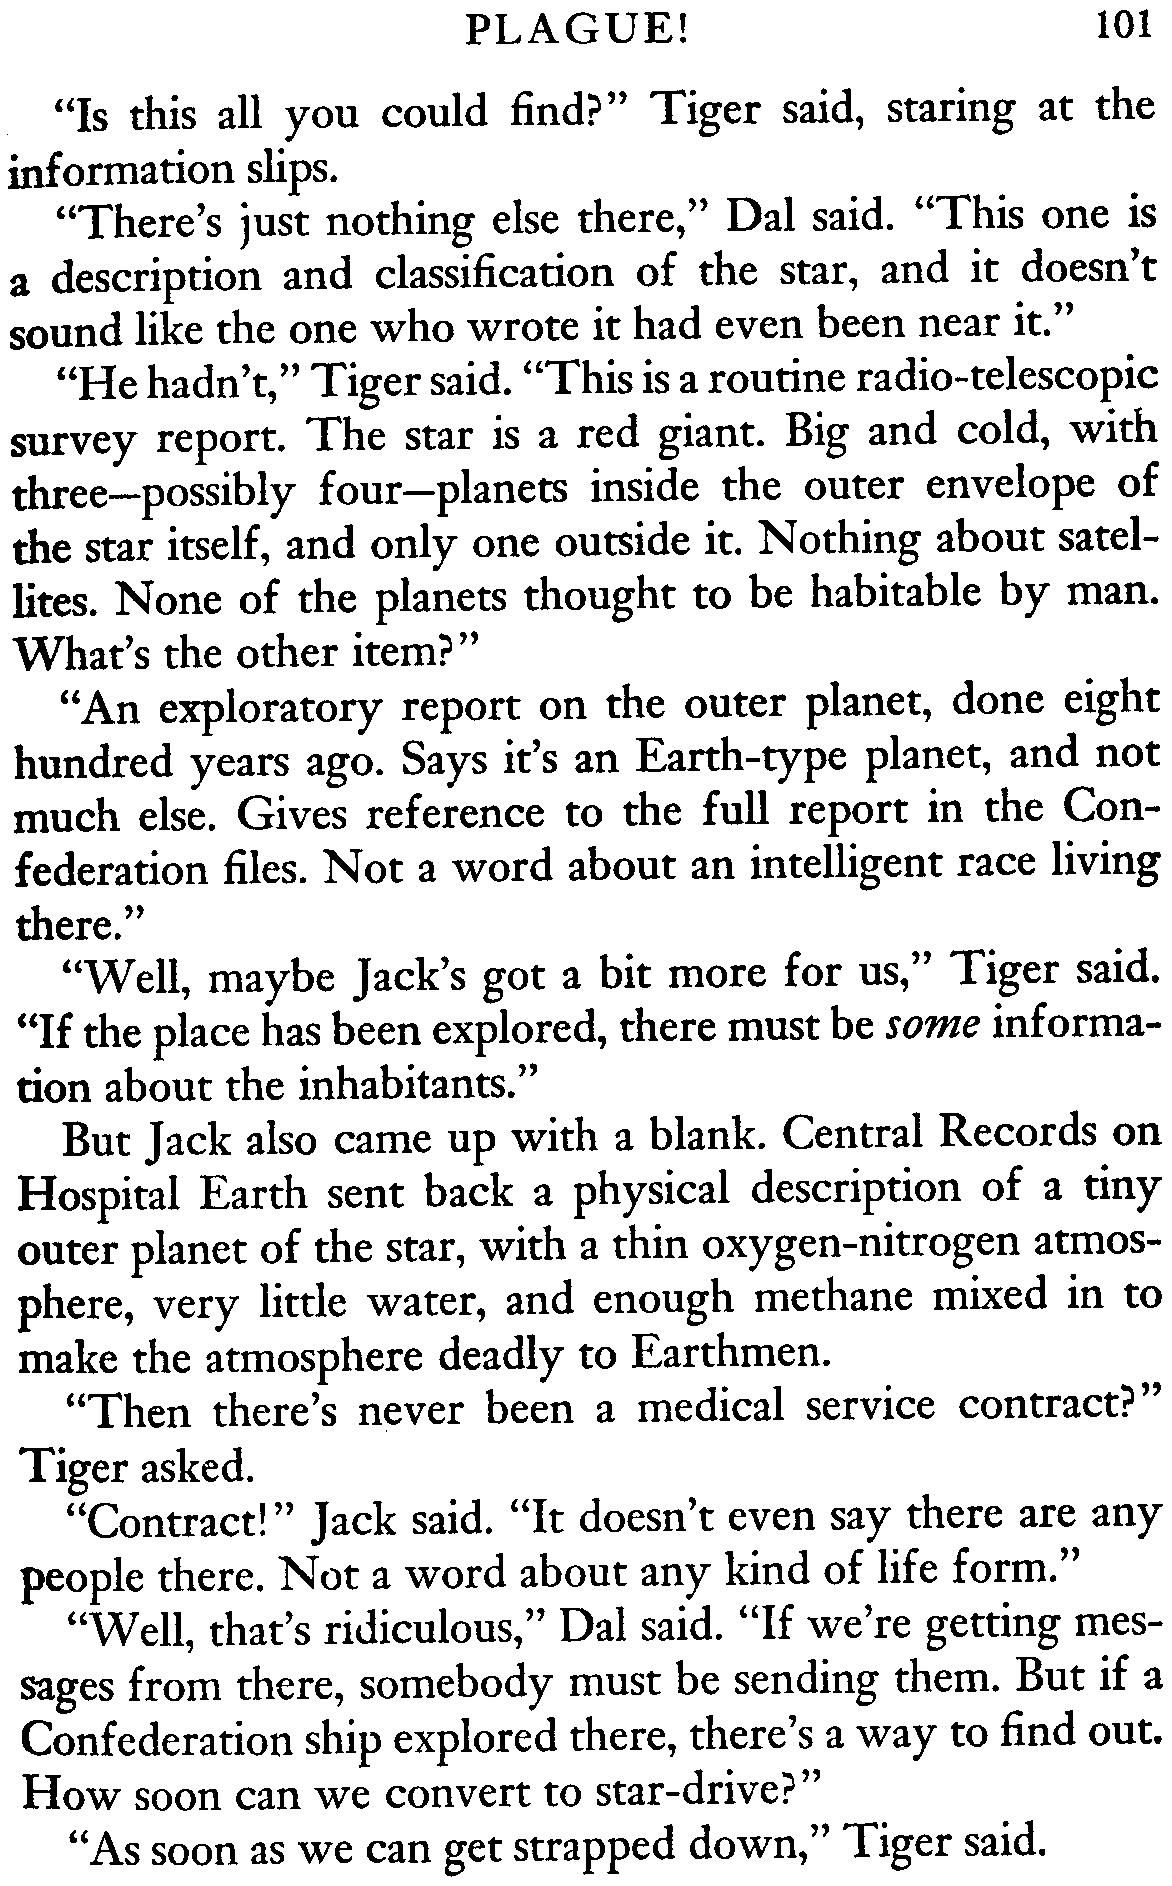 PLAGUE! 101
“Is this all you could find?” Tiger said, staring at the
information slips.
“There’s just nothing else there,” Dal said. “This one is
a description and classification of the star, and it doesn’t
sound like the one who wrote it had even been near it.”
“He hadn’t,” Tiger said. “This is a routine radio-telescopic
survey report. The star is a red giant. Big and cold, with
three—possibly four—planets inside the outer envelope of
the star itself, and only one outside it. Nothing about satel-
lites. None of the planets thought to be habitable by man.
What’s the other item?”
“An exploratory report on the outer planet, done eight
hundred years ago. Says it’s an Earth-type planet, and not
much else. Gives reference to the full report in the Con-
federation files. Not a word about an intelligent race living
there.”
“Well, maybe Jack’s got a bit more for us,” Tiger said.
“If the place has been explored, there must be some informa-
tion about the inhabitants.”
But Jack also came up with a blank. Central Records on
Hospital Earth sent back a physical description of a tiny
outer planet of the star, with a thin oxygen-nitrogen atmos-
phere, very little water, and enough methane mixed in to
make the atmosphere deadly to Earthmen.
“Then there’s never been a medical service contract?”
Tiger asked.
“Contract!” Jack said. “It doesn’t even say there are any
people there. Not a word about any kind of life form.”
“Well, that’s ridiculous,” Dal said. “If we’re getting mes-
sages from there, somebody must be sending them. But if a
Confederation ship explored there, there’s a way to find out.
How soon can we convert to star-drive?”
“As soon as we can get strapped down,” Tiger said.